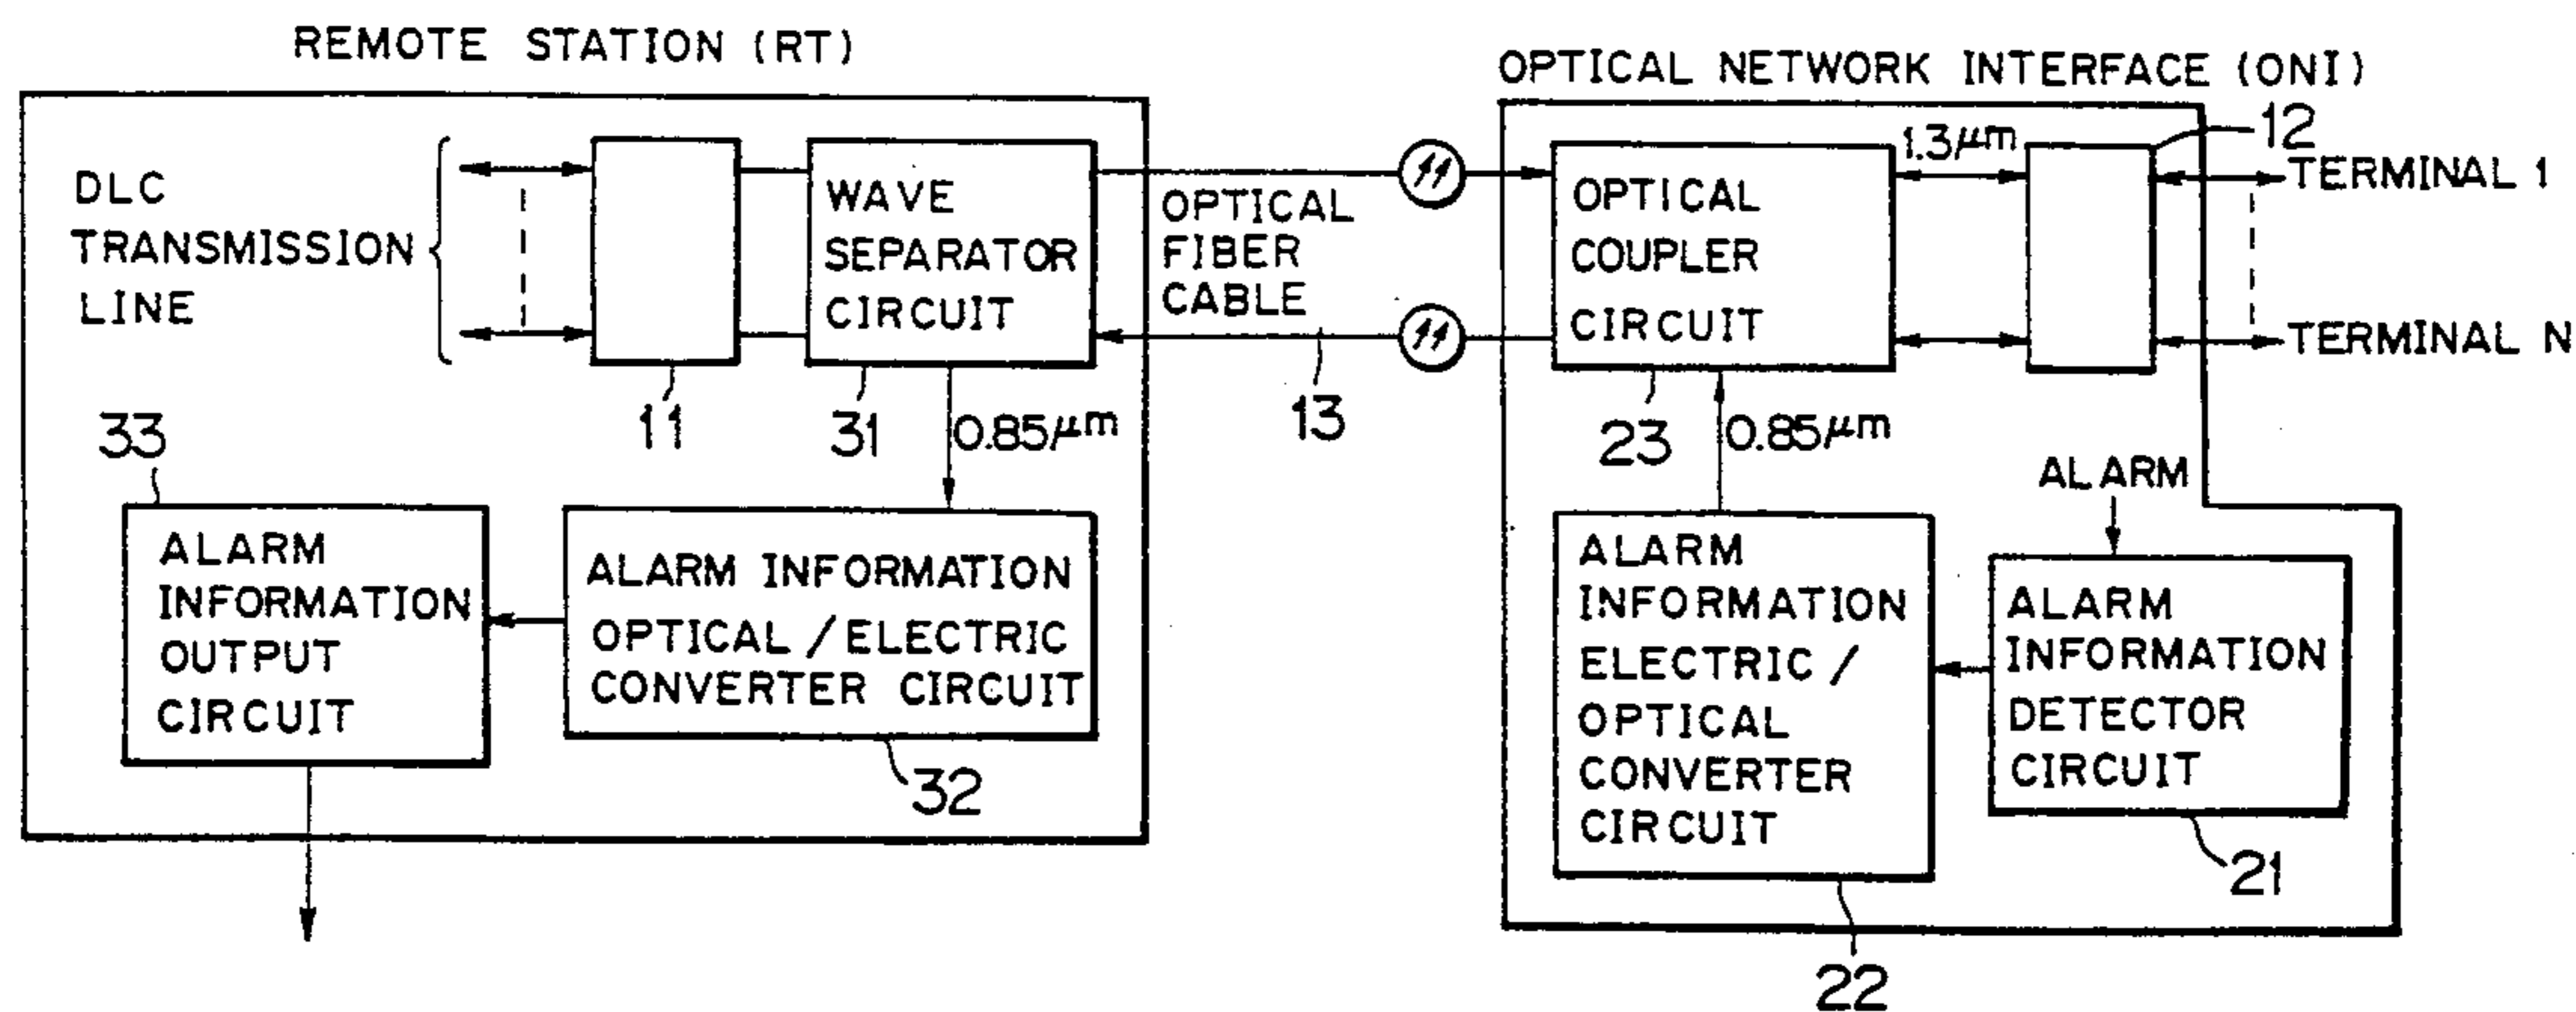 REMOTE STATION (RT)
OPTICAL NETWORK INTERFACE (ONI)
DLC
TRANSMISSION
LINE
11
WAVE
SEPARATOR
CIRCUIT
31
0.85μm
OPTICAL
FIBER
CABLE
13
OPTICAL
COUPLER
CIRCUIT
23
0.85μm
1.3μm
12
TERMINAL 1
TERMINAL N
33
ALARM
INFORMATION
OUTPUT
CIRCUIT
ALARM INFORMATION
OPTICAL / ELECTRIC
CONVERTER CIRCUIT
32
ALARM
INFORMATION
ELECTRIC /
OPTICAL
CONVERTER
CIRCUIT
22
ALARM
ALARM
INFORMATION
DETECTOR
CIRCUIT
21